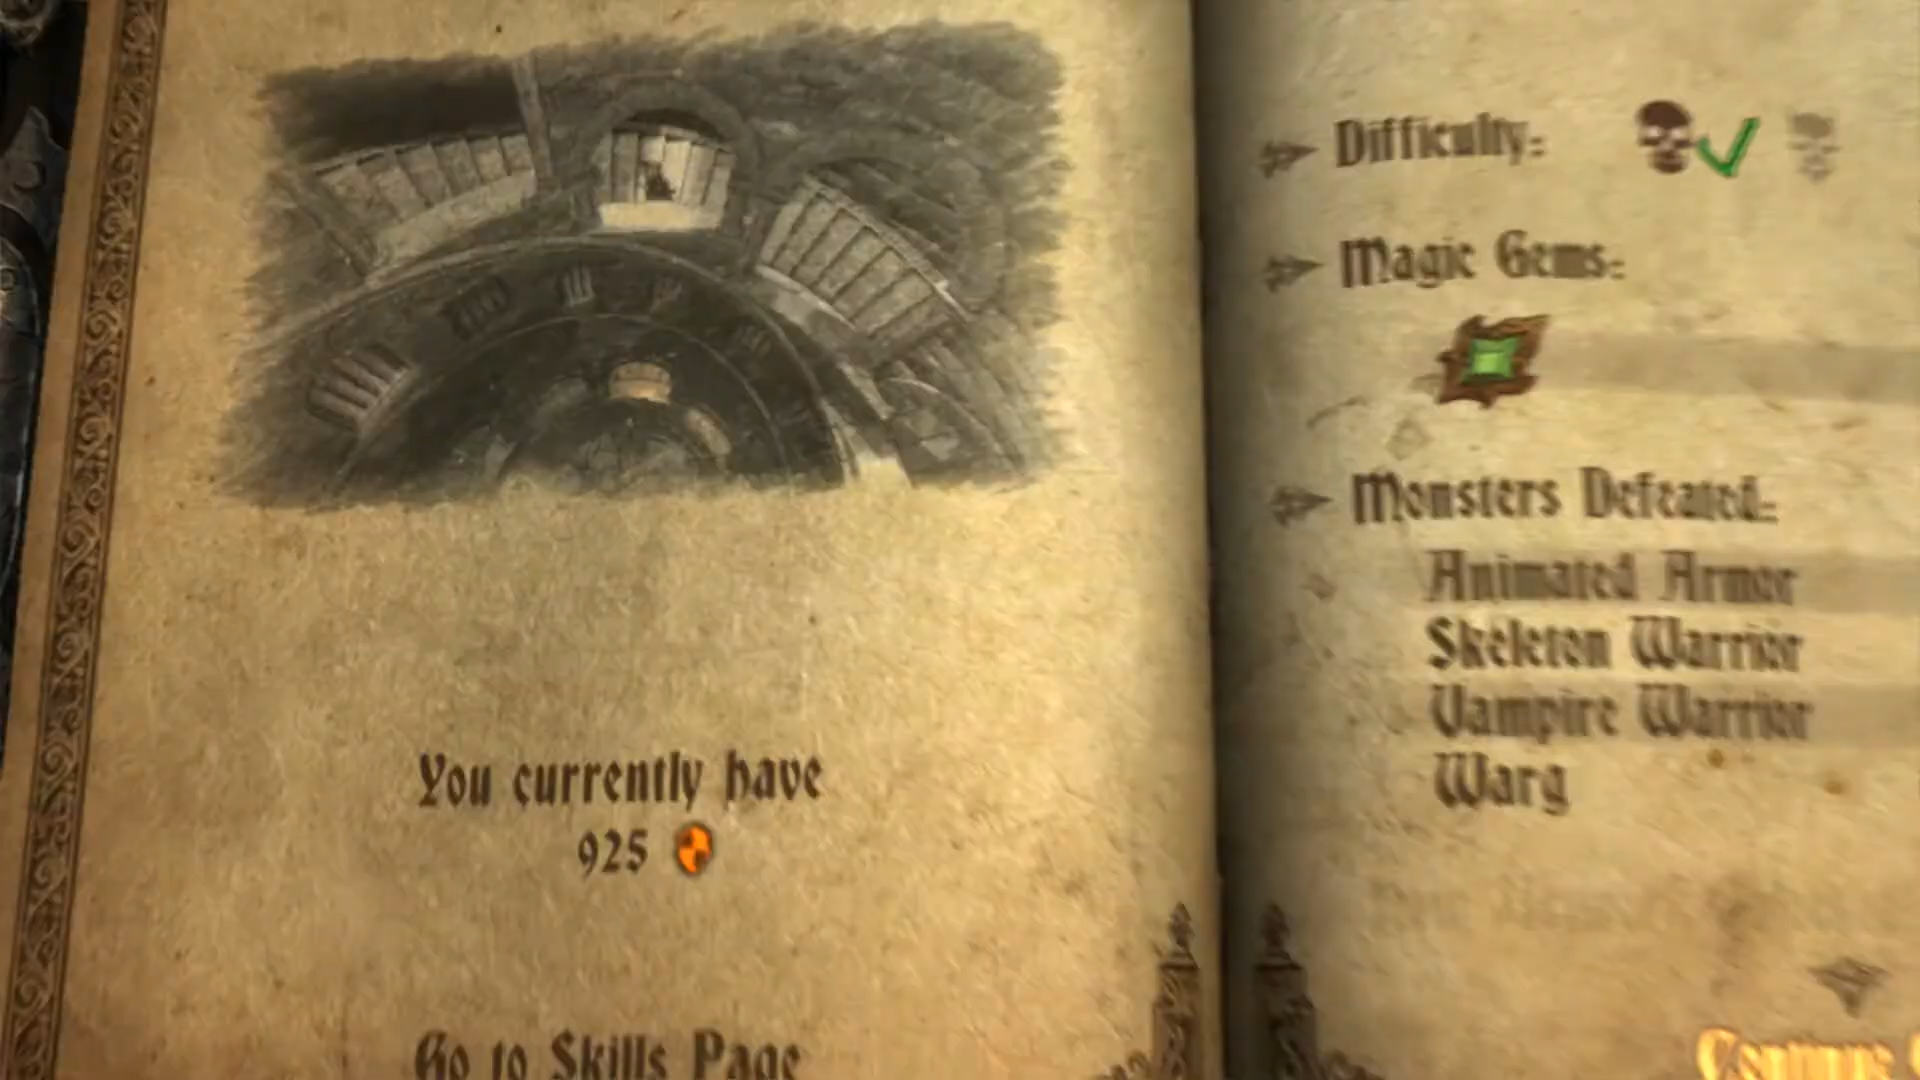 You currently have
925
Go to Skills Page
Difficulty:
Magic Gems:
Monsters Defeated:
Animated Armor
Skeleton Warrior
Vampire Warrior
Warg